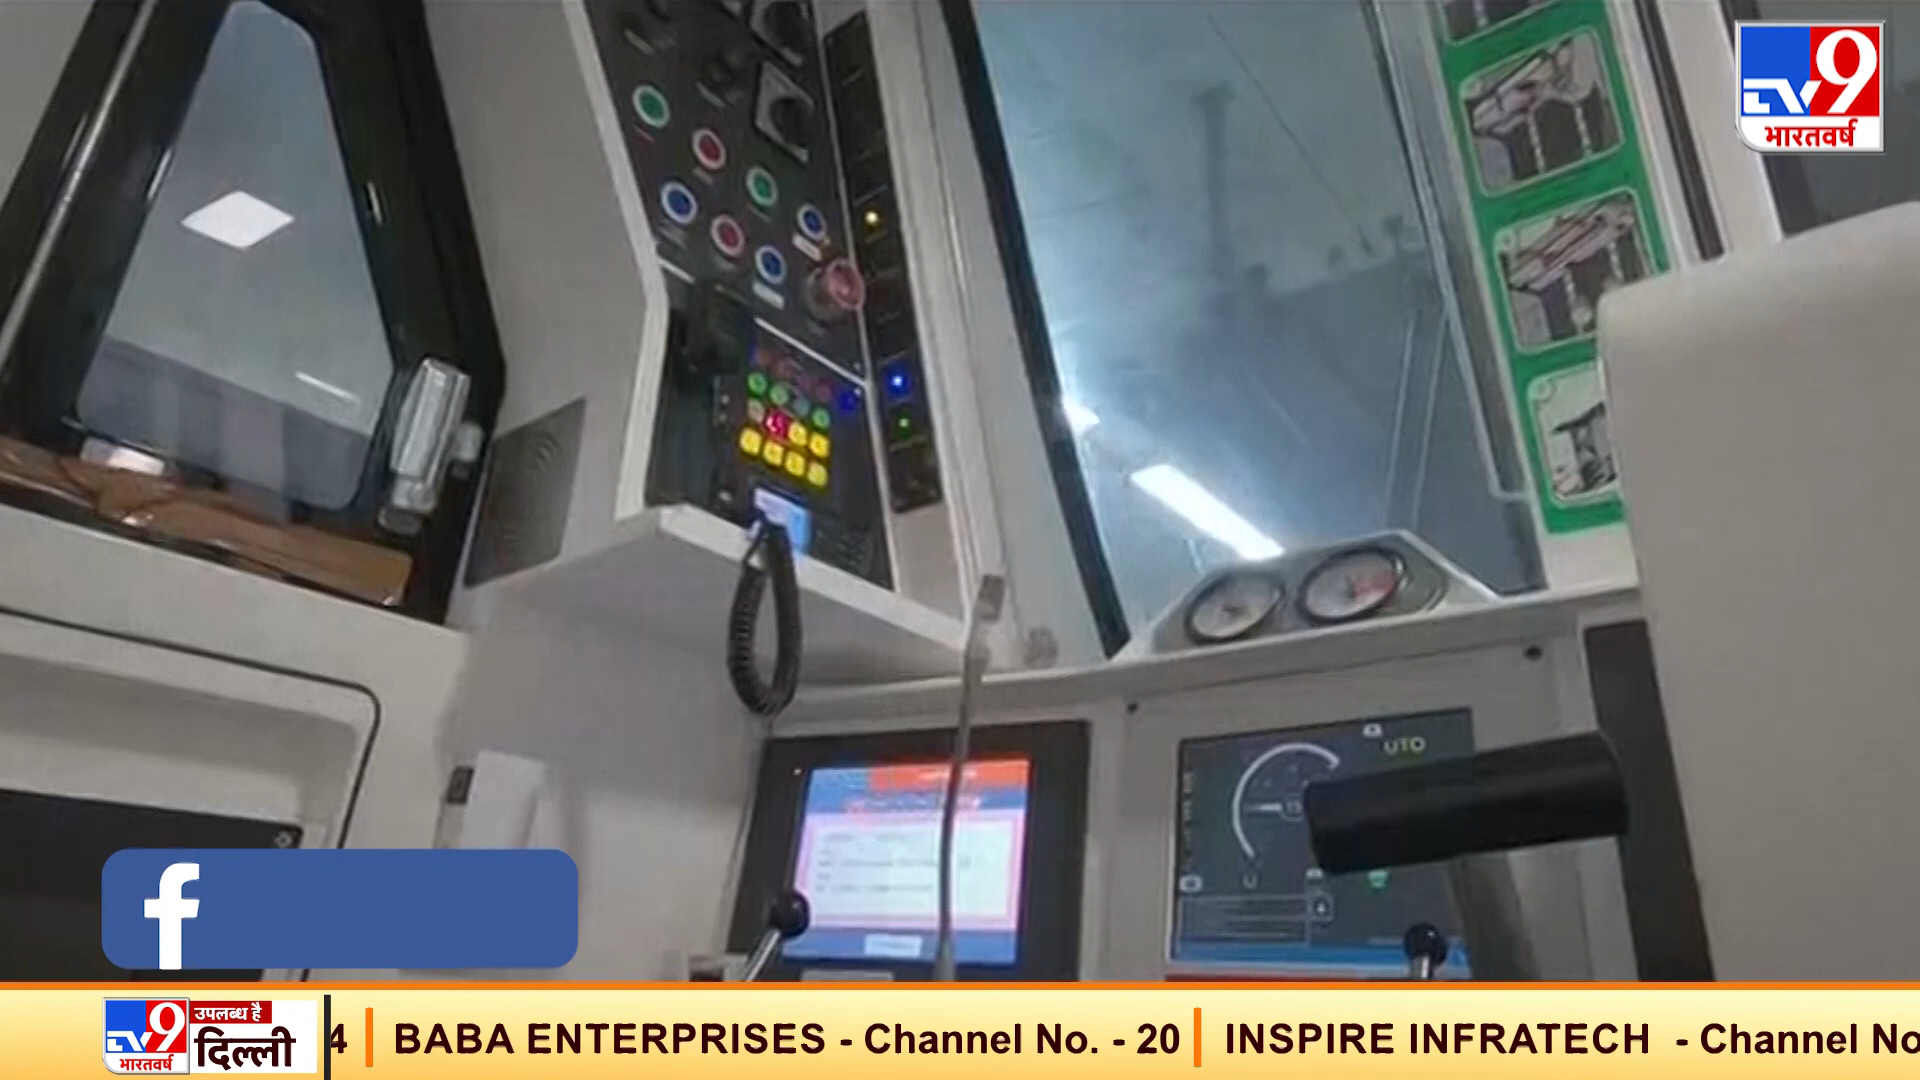 TV9
भारतवर्ष
UTO
TV9
भारतवर्ष
उपलब्ध है
दिल्ली
4 | BABA ENTERPRISES - Channel No. - 20 | INSPIRE INFRATECH - Channel No